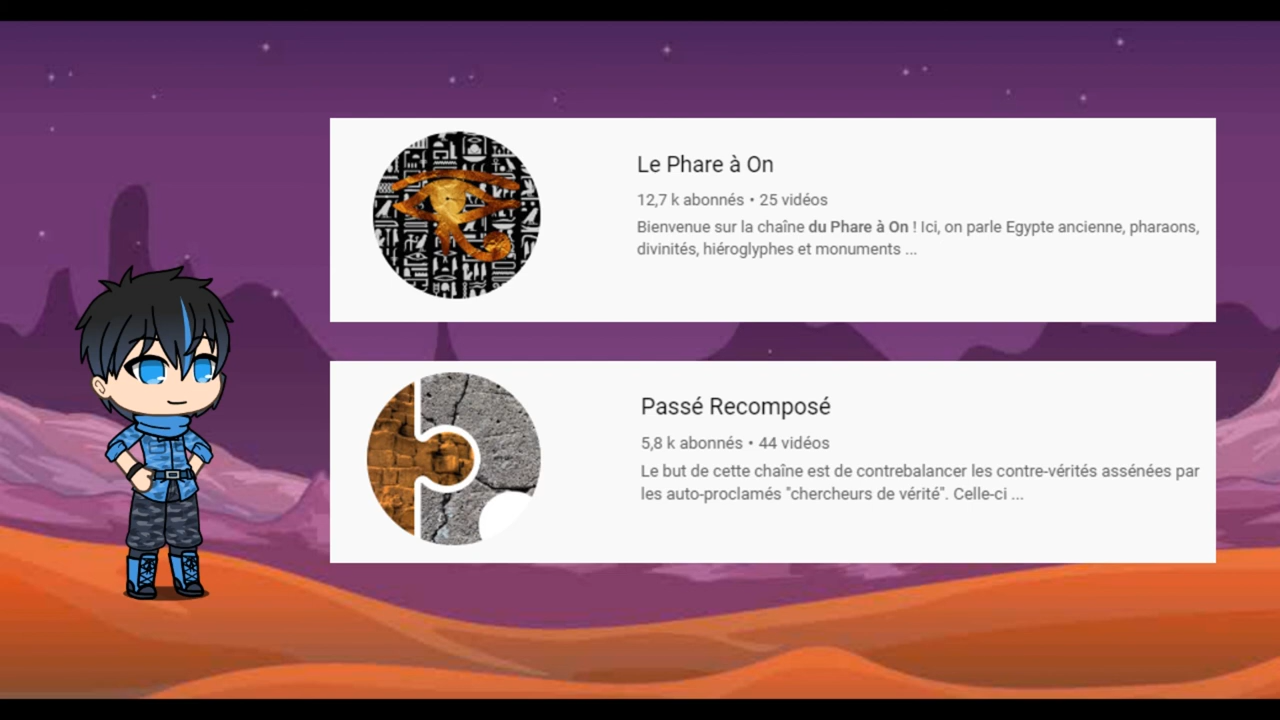 Le Phare à On
12,7 k abonnés • 25 vidéos
Bienvenue sur la chaîne du Phare à On ! Ici, on parle Egypte ancienne, pharaons,
divinités, hiéroglyphes et monuments ...
Passé Recomposé
5,8 k abonnés • 44 vidéos
Le but de cette chaîne est de contrebalancer les contre-vérités assénées par
les auto-proclamés "chercheurs de vérité". Celle-ci ...